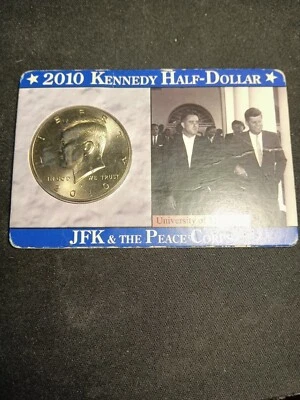 2010 KENNEDY HALF-DOLLAR
LIBERTY
IN GOD WE TRUST
University of
JFK & THE PEACE CORPS